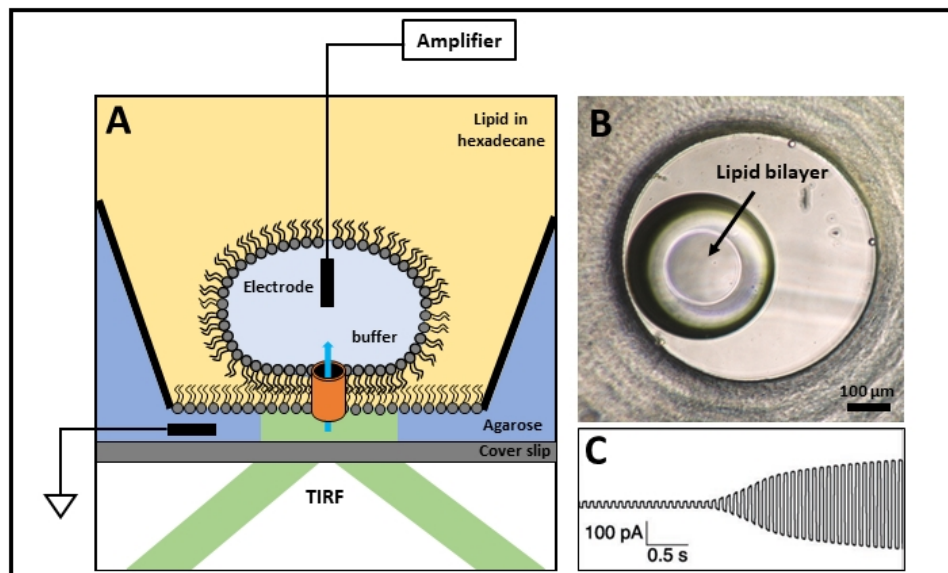 Amplifier
A
Lipid in
hexadecane
Electrode
buffer
Agarose
Cover slip
TIRF
B
Lipid bilayer
100 µm
C
100 pA
0.5 s